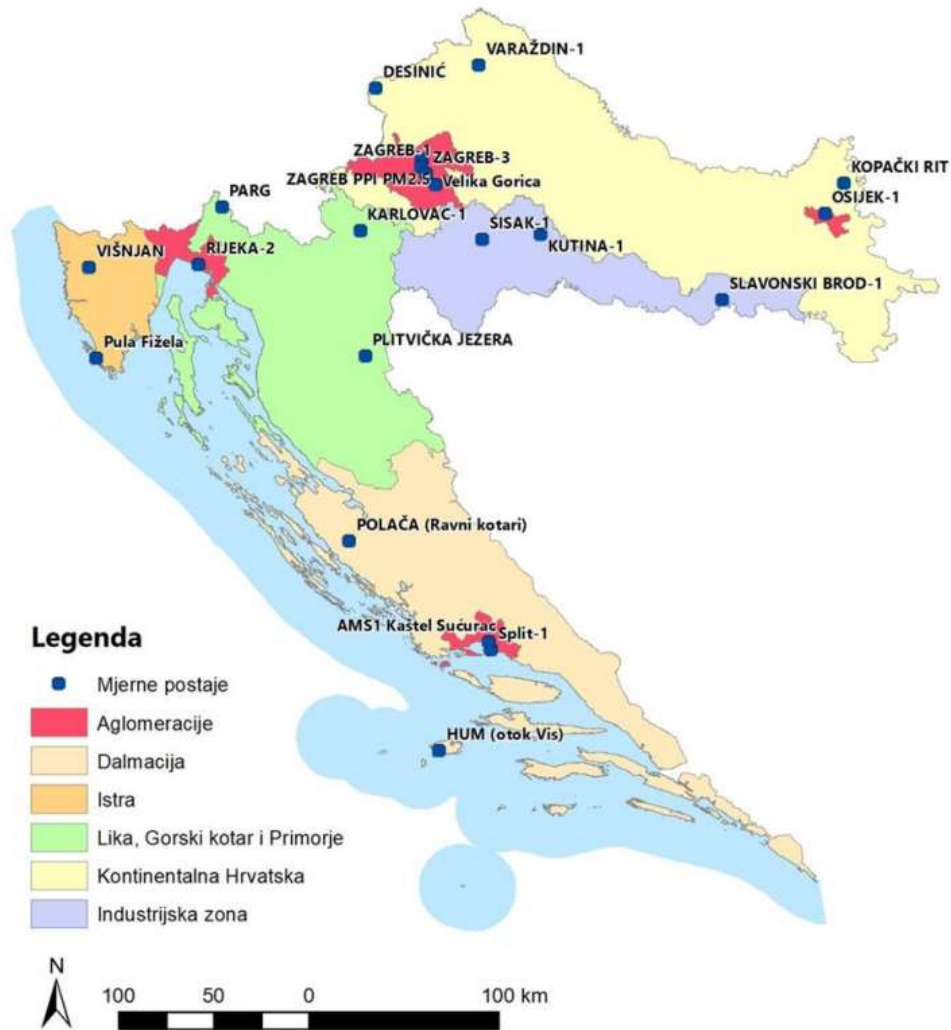 VARAŽDIN-1
DESINIĆ
ZAGREB-1
ZAGREB-3
KOPAČKI RIT
ZAGREB PPI PM2.5
Velika Gorica
PARG
OSIJEK-1
KARLOVAC-1
SISAK-1
KUTINA-1
VIŠNJAN
RIJEKA-2
SLAVONSKI BROD-1
Pula Fižela
PLITVIČKA JEZERA
POLAČA (Ravni kotari)
AMS1 Kaštel Sućurac
Split-1
HUM (otok Vis)
Legenda
Mjerne postaje
Aglomeracije
Dalmacija
Istra
Lika, Gorski kotar i Primorje
Kontinentalna Hrvatska
Industrijska zona
N
100 50 0 100 km